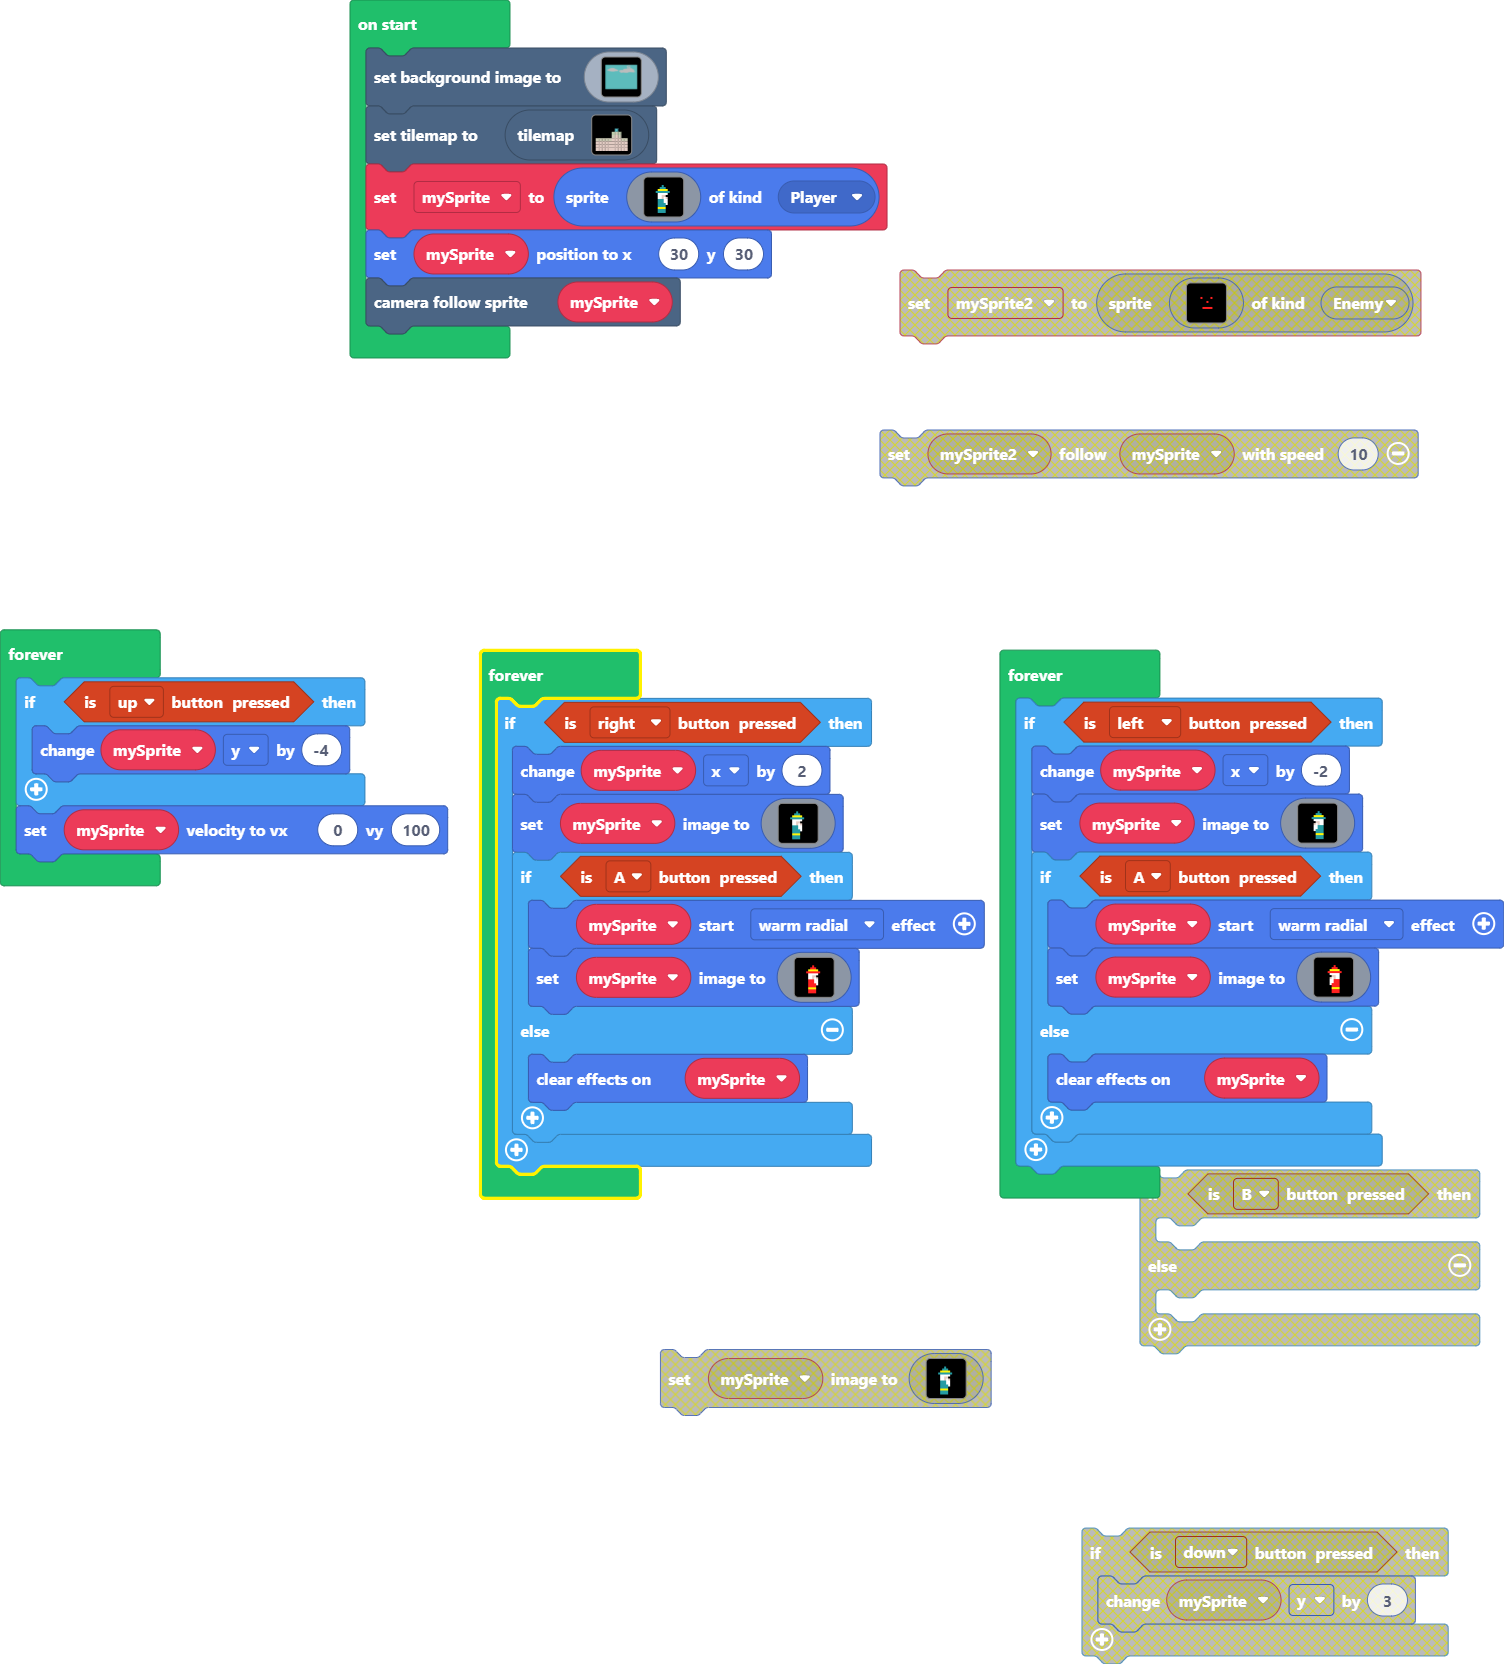 on start
set background image to
set tilemap to tilemap
set mySprite to sprite of kind Player
set mySprite position to x 30 y 30
camera follow sprite mySprite
set mySprite2 to sprite of kind Enemy
set mySprite2 follow mySprite with speed 10
forever
if is up button pressed then
change mySprite y by -4
set mySprite velocity to vx 0 vy 100
forever
if is right button pressed then
change mySprite x by 2
set mySprite image to
if is A button pressed then
mySprite start warm radial effect
set mySprite image to
else
clear effects on mySprite
forever
if is left button pressed then
change mySprite x by -2
set mySprite image to
if is A button pressed then
mySprite start warm radial effect
set mySprite image to
else
clear effects on mySprite
is B button pressed then
else
set mySprite image to
if is down button pressed then
change mySprite y by 3